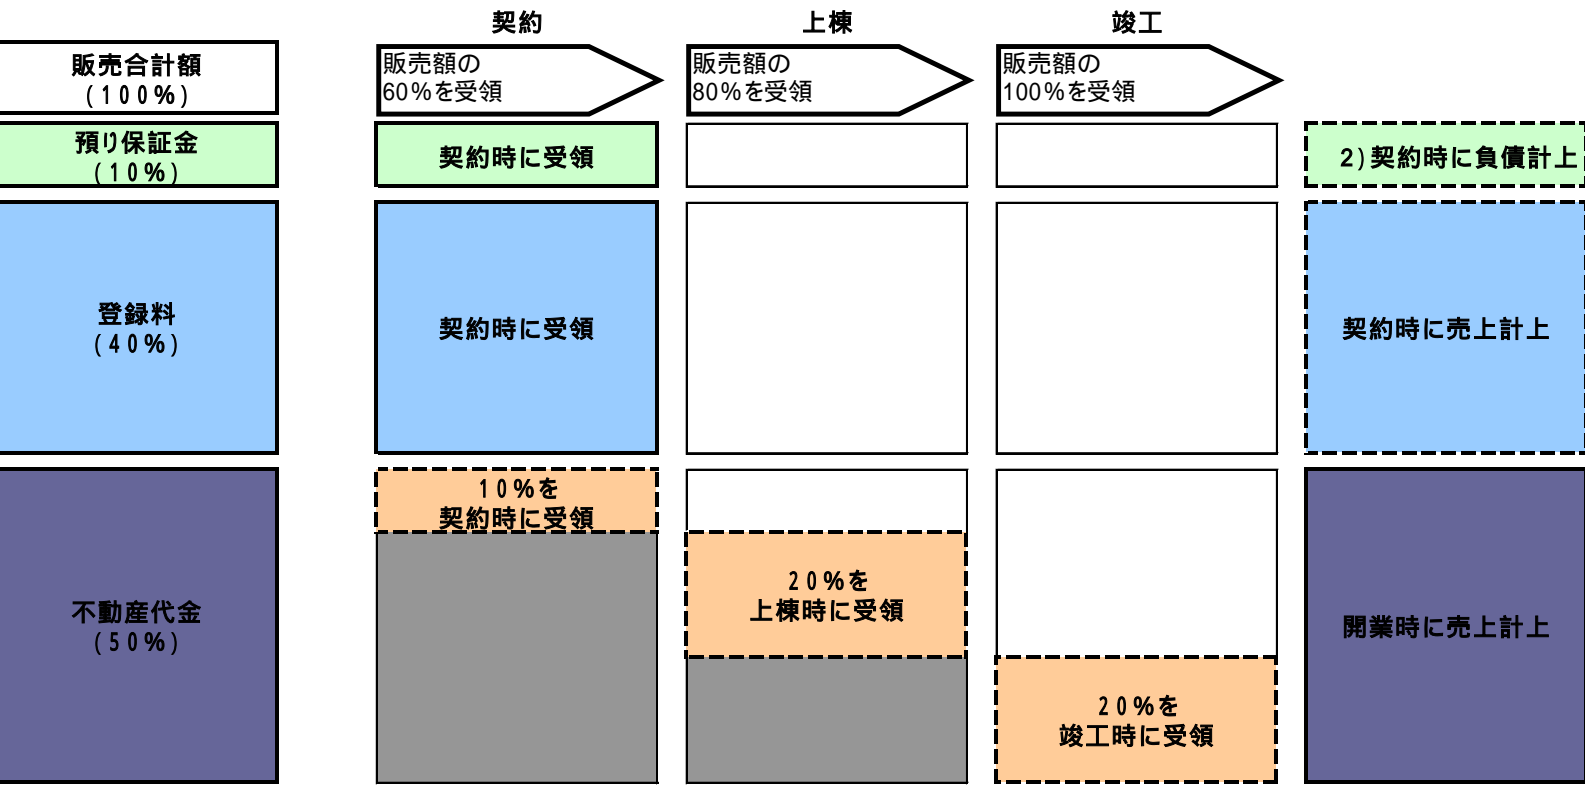 契約
上棟
竣工
販売合計額
(100%)
販売額の
60%を受領
販売額の
80%を受領
販売額の
100%を受領
預り保証金
(10%)
契約時に受領
2)契約時に負債計上
登録料
(40%)
契約時に受領
契約時に売上計上
不動産代金
(50%)
10%を
契約時に受領
20%を
上棟時に受領
20%を
竣工時に受領
開業時に売上計上